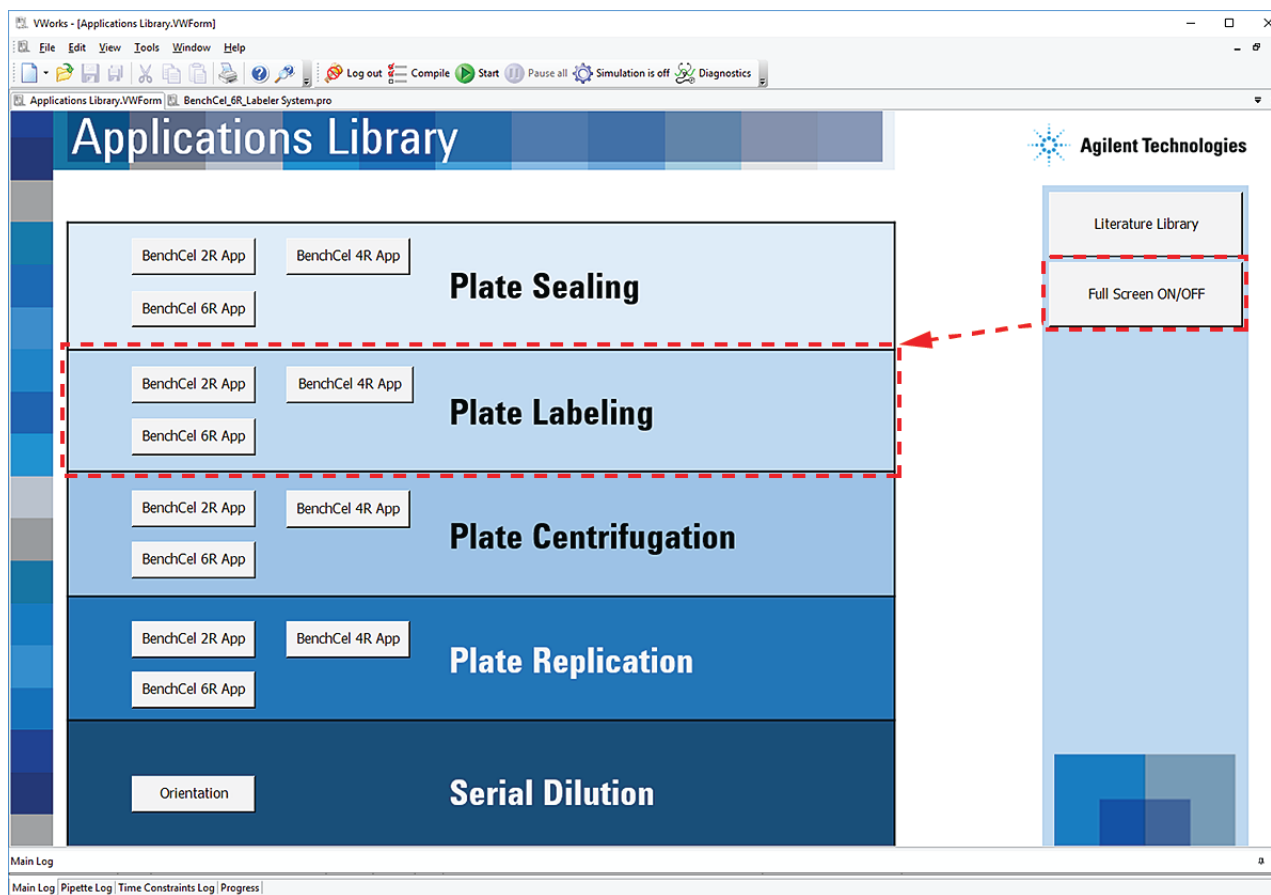 VWorks - [Applications Library.VWForm]
File Edit View Tools Window Help
Log out Compile Start Pause all Simulation is off Diagnostics
Applications Library.VWForm BenchCel_6R_Labeler System.pro
Applications Library
Agilent Technologies
Literature Library
Full Screen ON/OFF
BenchCel 2R App BenchCel 4R App
Plate Sealing
BenchCel 6R App
BenchCel 2R App BenchCel 4R App
Plate Labeling
BenchCel 6R App
BenchCel 2R App BenchCel 4R App
Plate Centrifugation
BenchCel 6R App
BenchCel 2R App BenchCel 4R App
Plate Replication
BenchCel 6R App
Orientation Serial Dilution
Main Log
Main Log Pipette Log Time Constraints Log Progress